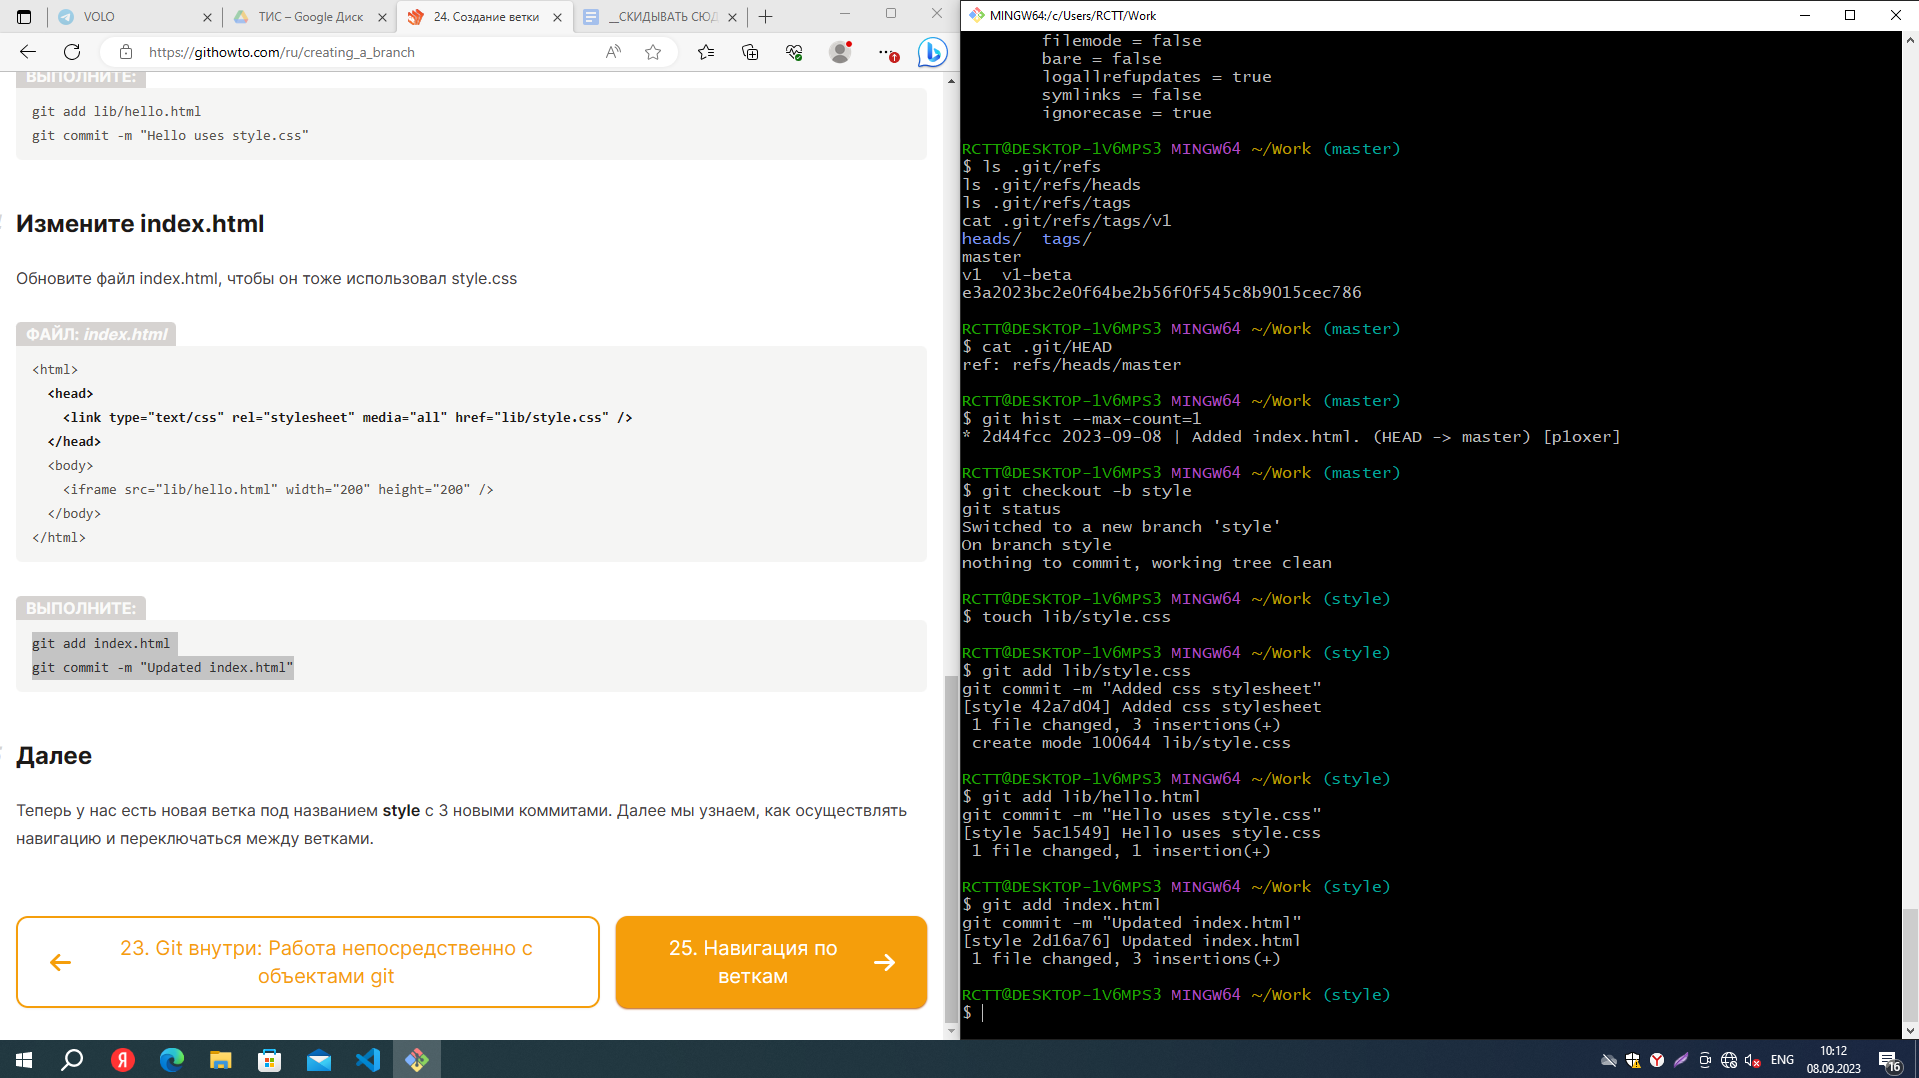 VOLO
ТИС – Google Диск
24. Создание ветки
__СКИДЫВАТЬ СЮД
https://githowto.com/ru/creating_a_branch
ВЫПОЛНИТЕ:
git add lib/hello.html
git commit -m "Hello uses style.css"
Измените index.html
Обновите файл index.html, чтобы он тоже использовал style.css
ФАЙЛ: index.html
<html>
<head>
<link type="text/css" rel="stylesheet" media="all" href="lib/style.css" />
</head>
<body>
<iframe src="lib/hello.html" width="200" height="200" />
</body>
</html>
ВЫПОЛНИТЕ:
git add index.html
git commit -m "Updated index.html"
Далее
Теперь у нас есть новая ветка под названием style с 3 новыми коммитами. Далее мы узнаем, как осуществлять
навигацию и переключаться между ветками.
23. Git внутри: Работа непосредственно с
объектами git
25. Навигация по
веткам
MINGW64:/c/Users/RCTT/Work
filemode = false
bare = false
logallrefupdates = true
symlinks = false
ignorecase = true
RCTT@DESKTOP-1V6MPS3 MINGW64 ~/Work (master)
$ ls .git/refs
ls .git/refs/heads
ls .git/refs/tags
cat .git/refs/tags/v1
heads/  tags/
master
v1  v1-beta
e3a2023bc2e0f64be2b56f0f545c8b9015cec786
RCTT@DESKTOP-1V6MPS3 MINGW64 ~/Work (master)
$ cat .git/HEAD
ref: refs/heads/master
RCTT@DESKTOP-1V6MPS3 MINGW64 ~/Work (master)
$ git hist --max-count=1
* 2d44fcc 2023-09-08 | Added index.html. (HEAD -> master) [ploxer]
RCTT@DESKTOP-1V6MPS3 MINGW64 ~/Work (master)
$ git checkout -b style
git status
Switched to a new branch 'style'
On branch style
nothing to commit, working tree clean
RCTT@DESKTOP-1V6MPS3 MINGW64 ~/Work (style)
$ touch lib/style.css
RCTT@DESKTOP-1V6MPS3 MINGW64 ~/Work (style)
$ git add lib/style.css
git commit -m "Added css stylesheet"
[style 42a7d04] Added css stylesheet
1 file changed, 3 insertions(+)
create mode 100644 lib/style.css
RCTT@DESKTOP-1V6MPS3 MINGW64 ~/Work (style)
$ git add lib/hello.html
git commit -m "Hello uses style.css"
[style 5ac1549] Hello uses style.css
1 file changed, 1 insertion(+)
RCTT@DESKTOP-1V6MPS3 MINGW64 ~/Work (style)
$ git add index.html
git commit -m "Updated index.html"
[style 2d16a76] Updated index.html
1 file changed, 3 insertions(+)
RCTT@DESKTOP-1V6MPS3 MINGW64 ~/Work (style)
$
ENG
10:12
08.09.2023
16